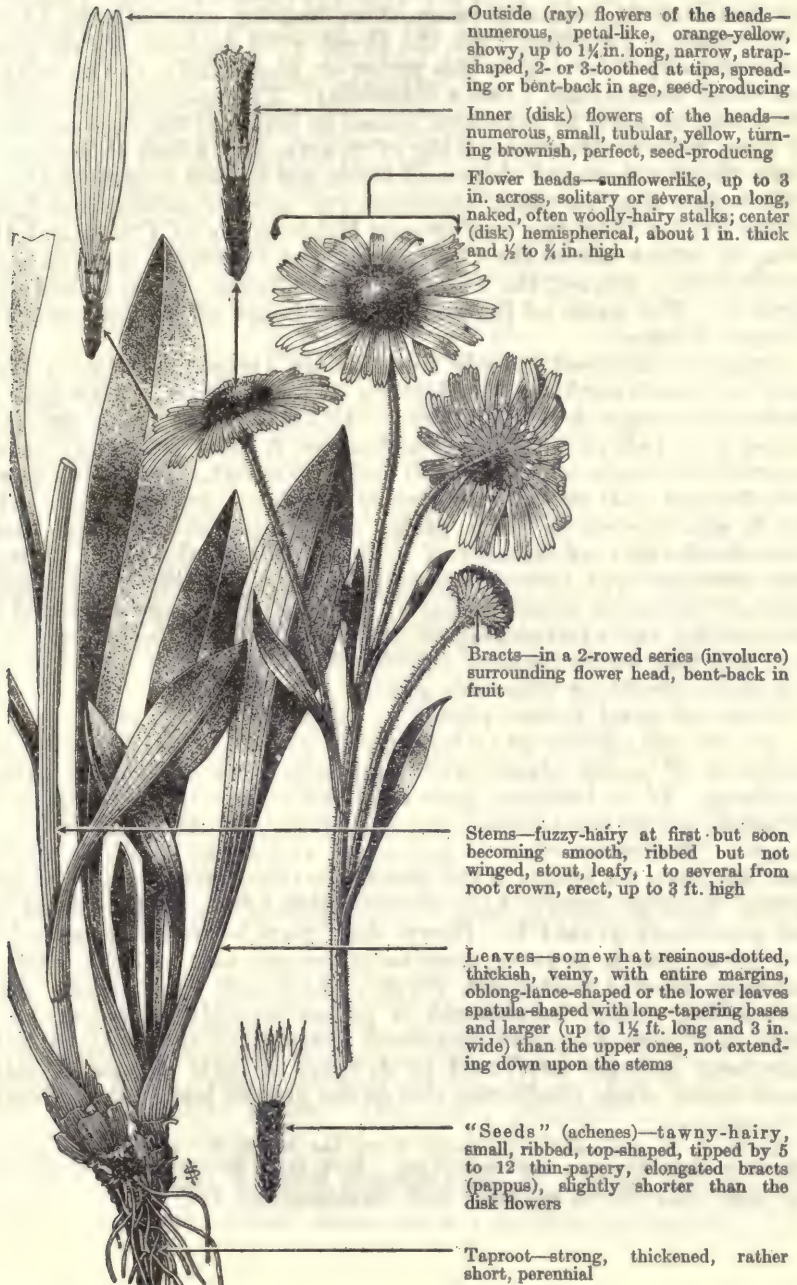 Outside (ray) flowers of the heads—
numerous, petal-like, orange-yellow,
showy, up to 1¼ in. long, narrow, strap-
shaped, 2- or 3-toothed at tips, spread-
ing or bent-back in age, seed-producing
Inner (disk) flowers of the heads—
numerous, small, tubular, yellow, turn-
ing brownish, perfect, seed-producing
Flower heads—sunflowerlike, up to 3
in. across, solitary or several, on long,
naked, often woolly-hairy stalks; center
(disk) hemispherical, about 1 in. thick
and ½ to ¾ in. high
Bracts—in a 2-rowed series (involucre)
surrounding flower head, bent-back in
fruit
Stems—fuzzy-hairy at first but soon
becoming smooth, ribbed but not
winged, stout, leafy, 1 to several from
root crown, erect, up to 3 ft. high
Leaves—somewhat resinous-dotted,
thickish, veiny, with entire margins,
oblong-lance-shaped or the lower leaves
spatula-shaped with long-tapering bases
and larger (up to 1½ ft. long and 3 in.
wide) than the upper ones, not extend-
ing down upon the stems
"Seeds" (achenes)—tawny-hairy,
small, ribbed, top-shaped, tipped by 5
to 12 thin-papery, elongated bracts
(pappus), slightly shorter than the
disk flowers
Taproot—strong, thickened, rather
short, perennial